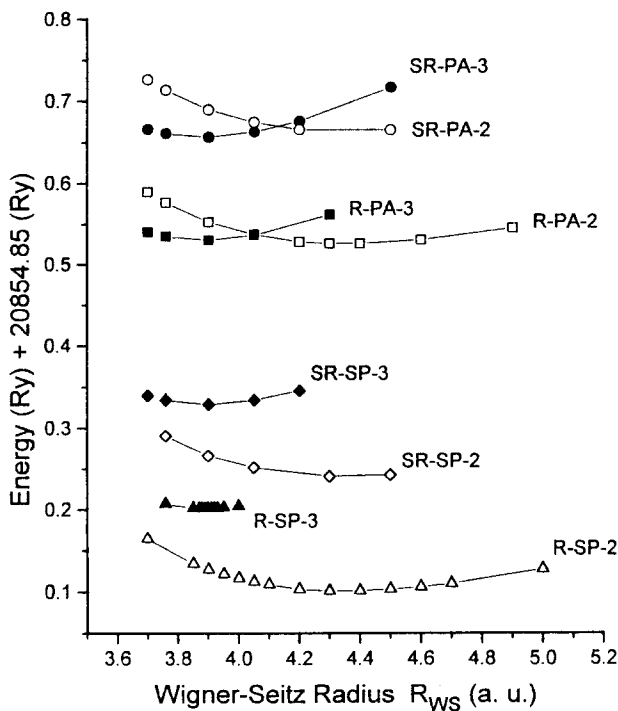 0.8
0.7
0.6
0.5
0.4
0.3
0.2
0.1
Energy (Ry) + 20854.85 (Ry)
SR-PA-3
SR-PA-2
R-PA-3
R-PA-2
SR-SP-3
SR-SP-2
R-SP-3
R-SP-2
3.6 3.8 4.0 4.2 4.4 4.6 4.8 5.0 5.2
Wigner-Seitz Radius RWS (a. u.)